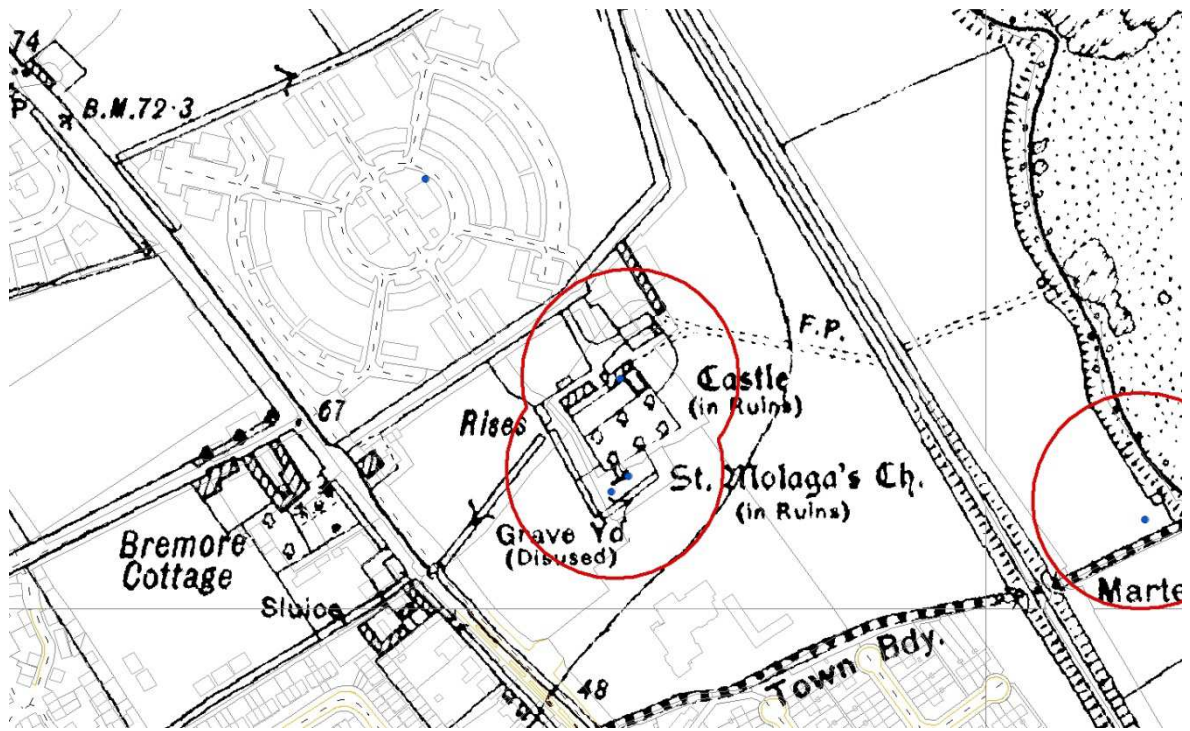 74
P
B.M.72·3
F.P.
Castle
(in Ruins)
67
Rises
St. Molaga's Ch.
(in Ruins)
Grave Yd
(Disused)
Bremore
Cottage
Sluice
Marte
Town Bdy.
48